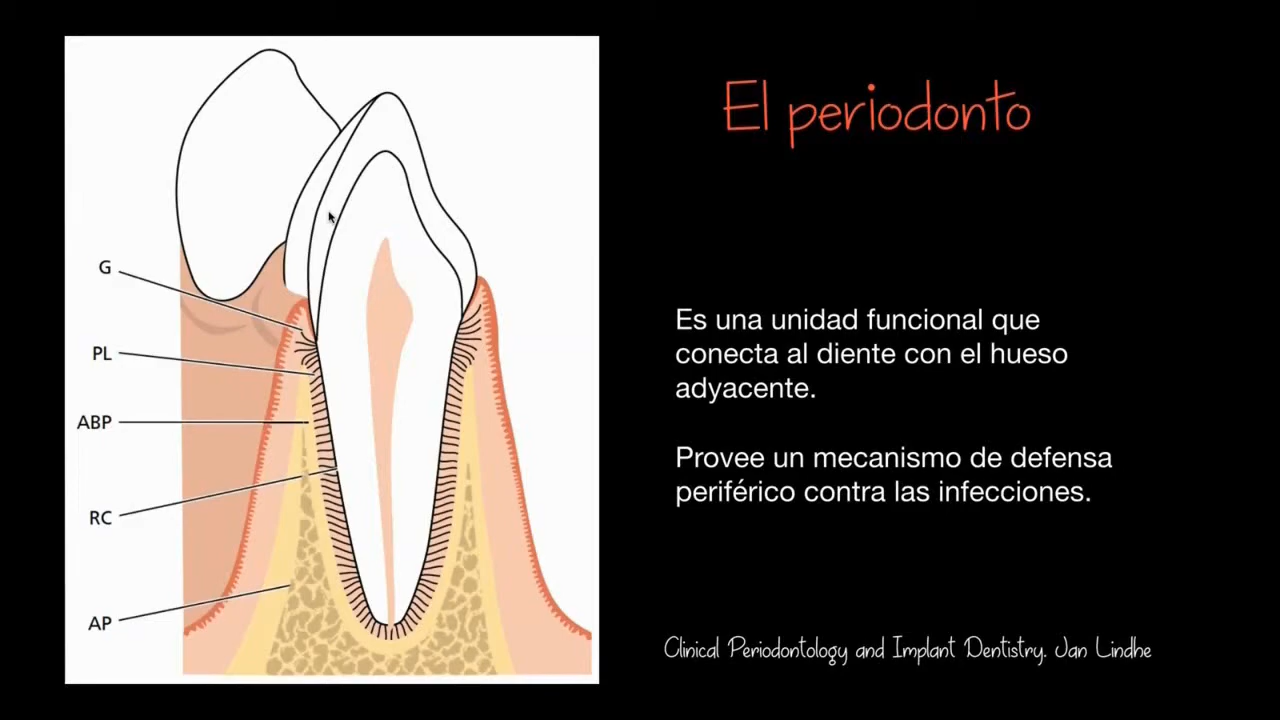 El periodonto
G
PL
ABP
RC
AP
Es una unidad funcional que
conecta al diente con el hueso
adyacente.
Provee un mecanismo de defensa
periférico contra las infecciones.
Clinical Periodontology and Implant Dentistry. Jan Lindhe